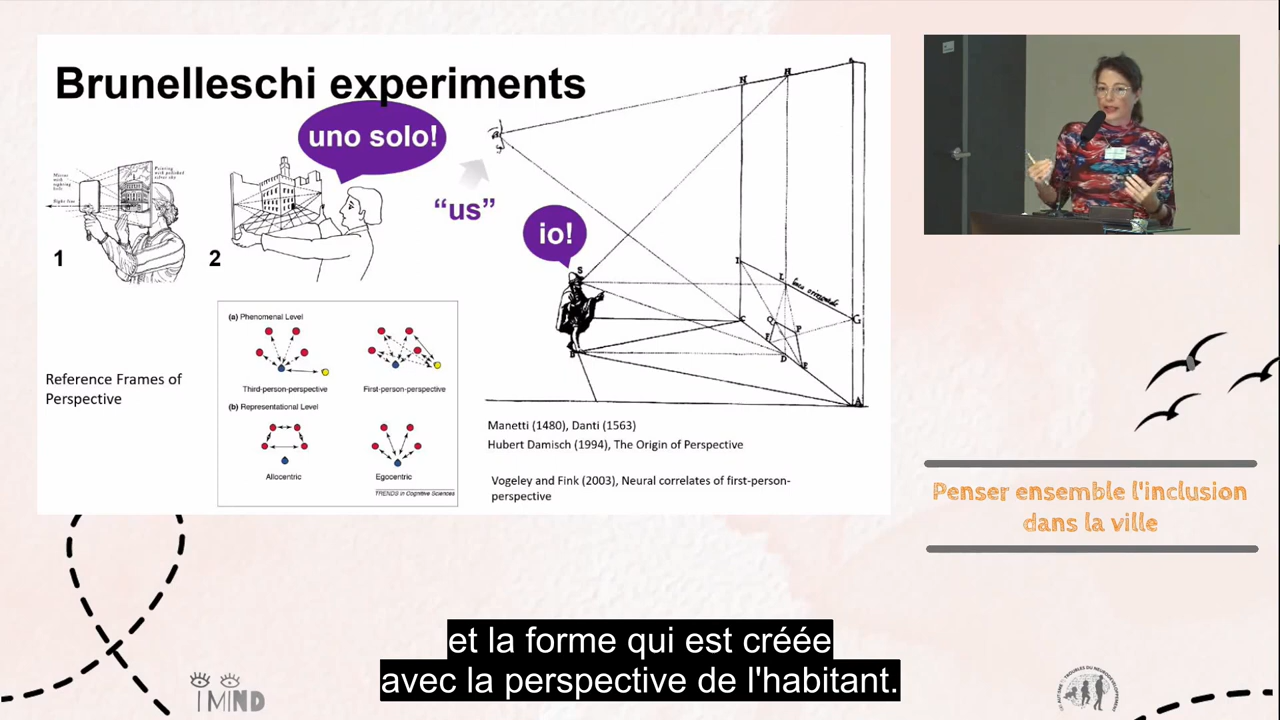 Brunelleschi experiments
uno solo!
“us”
io!
1
2
Reference Frames of
Perspective
(a) Phenomenal Level
Third-person-perspective
First-person-perspective
(b) Representational Level
Allocentric
Egocentric
TRENDS in Cognitive Sciences
N
H
S
I
L
C
G
P
D
E
A
Manetti (1480), Danti (1563)
Hubert Damisch (1994), The Origin of Perspective
Vogeley and Fink (2003), Neural correlates of first-person-
perspective
Penser ensemble l'inclusion
dans la ville
et la forme qui est créée
avec la perspective de l'habitant.
iMIND